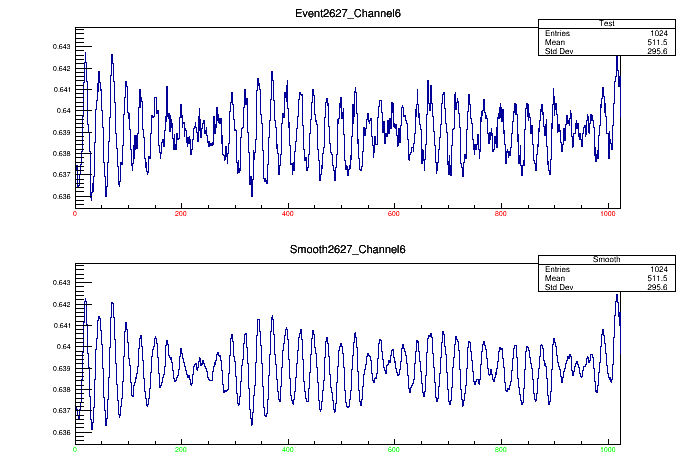 Event2627_Channel6
Test
Entries 1024
Mean 511.5
Std Dev 295.6
0.643
0.642
0.641
0.64
0.639
0.638
0.637
0.636
0 200 400 600 800 1000
Smooth2627_Channel6
Smooth
Entries 1024
Mean 511.5
Std Dev 295.6
0.643
0.642
0.641
0.64
0.639
0.638
0.637
0.636
0 200 400 600 800 1000